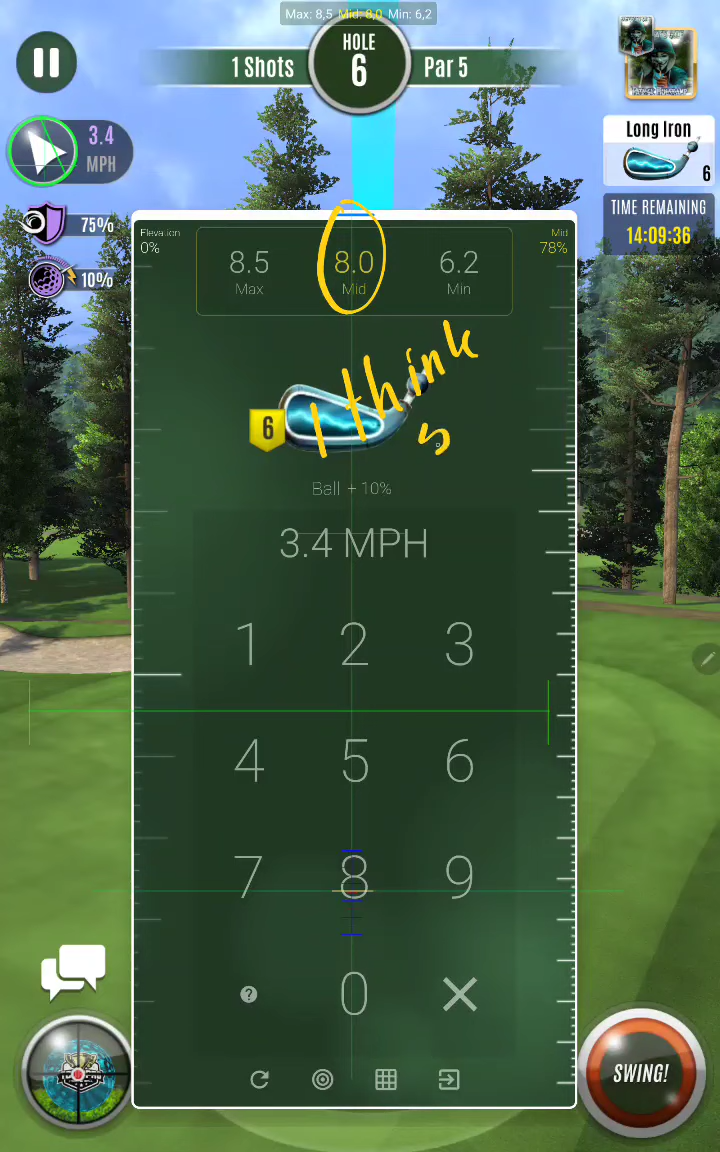 Max: 8,5 Mid: 8,0 Min: 6,2
HOLE
6
1 Shots
Par 5
3.4
MPH
Long Iron
6
TIME REMAINING
14:09:36
75%
10%
Elevation
0%
Mid
78%
8.5
8.0
6.2
Max
Mid
Min
I think
5
6
Ball + 10%
3.4 MPH
1 2 3
4 5 6
7 8 9
? 0
SWING!